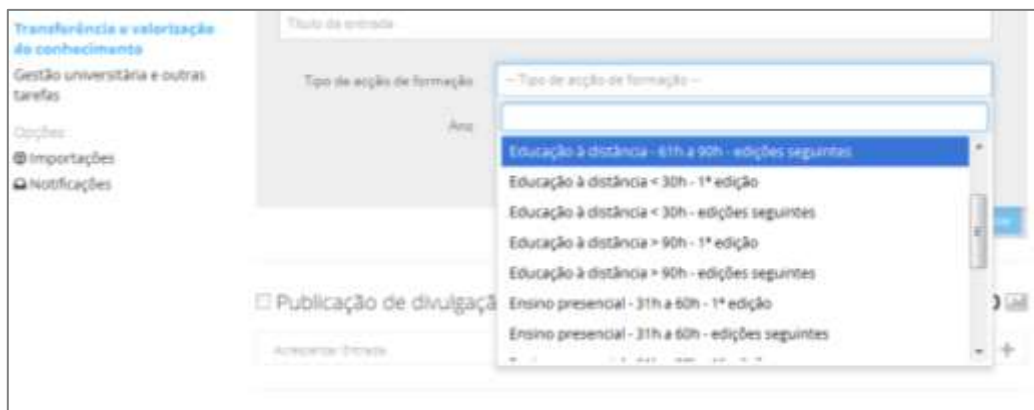 Transferência e valorização
do conhecimento
Gestão universitária e outras
tarefas
Opções
Importações
Notificações
Título da entrada
Tipo de acção de formação
-- Tipo de acção de formação --
Ano
Educação à distância - 61h a 90h - edições seguintes
Educação à distância < 30h - 1ª edição
Educação à distância < 30h - edições seguintes
Educação à distância > 90h - 1ª edição
Educação à distância > 90h - edições seguintes
Ensino presencial - 31h a 60h - 1ª edição
Ensino presencial - 31h a 60h - edições seguintes
Publicação de divulgaçã
Acrescentar Entrada